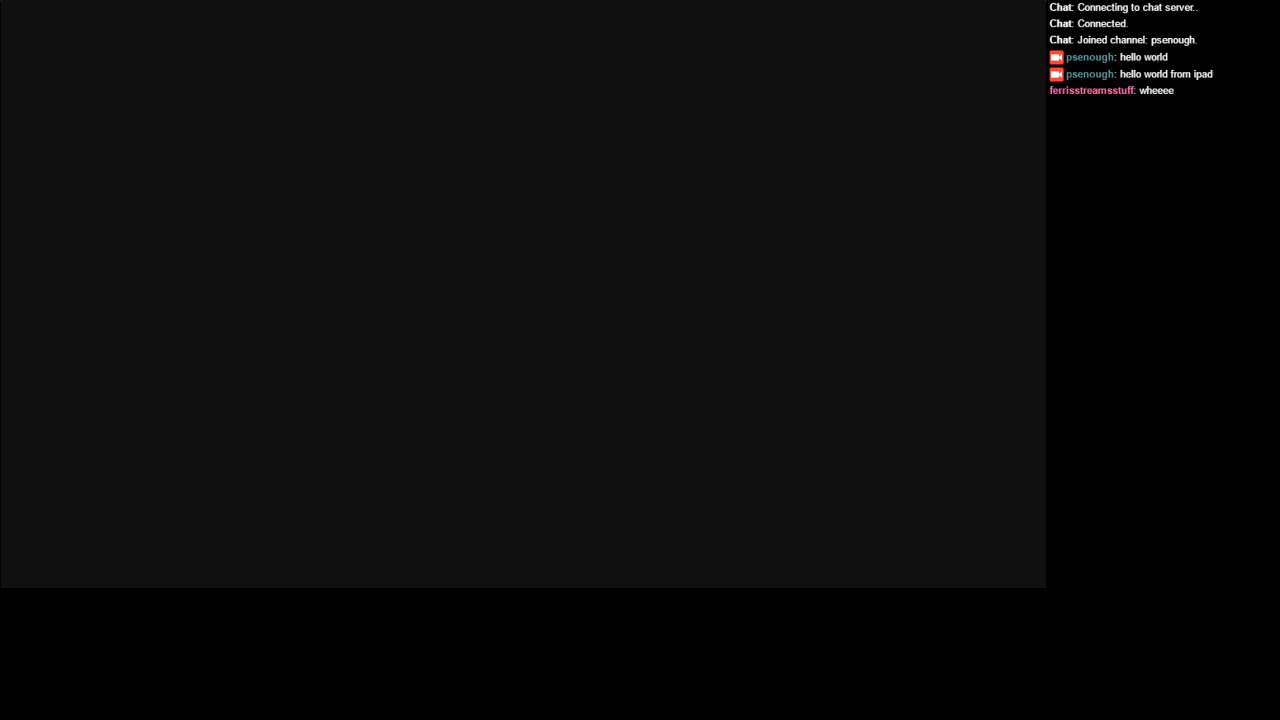 Chat: Connecting to chat server..
Chat: Connected.
Chat: Joined channel: psenough.
psenough: hello world
psenough: hello world from ipad
ferrisstreamsstuff: wheeee